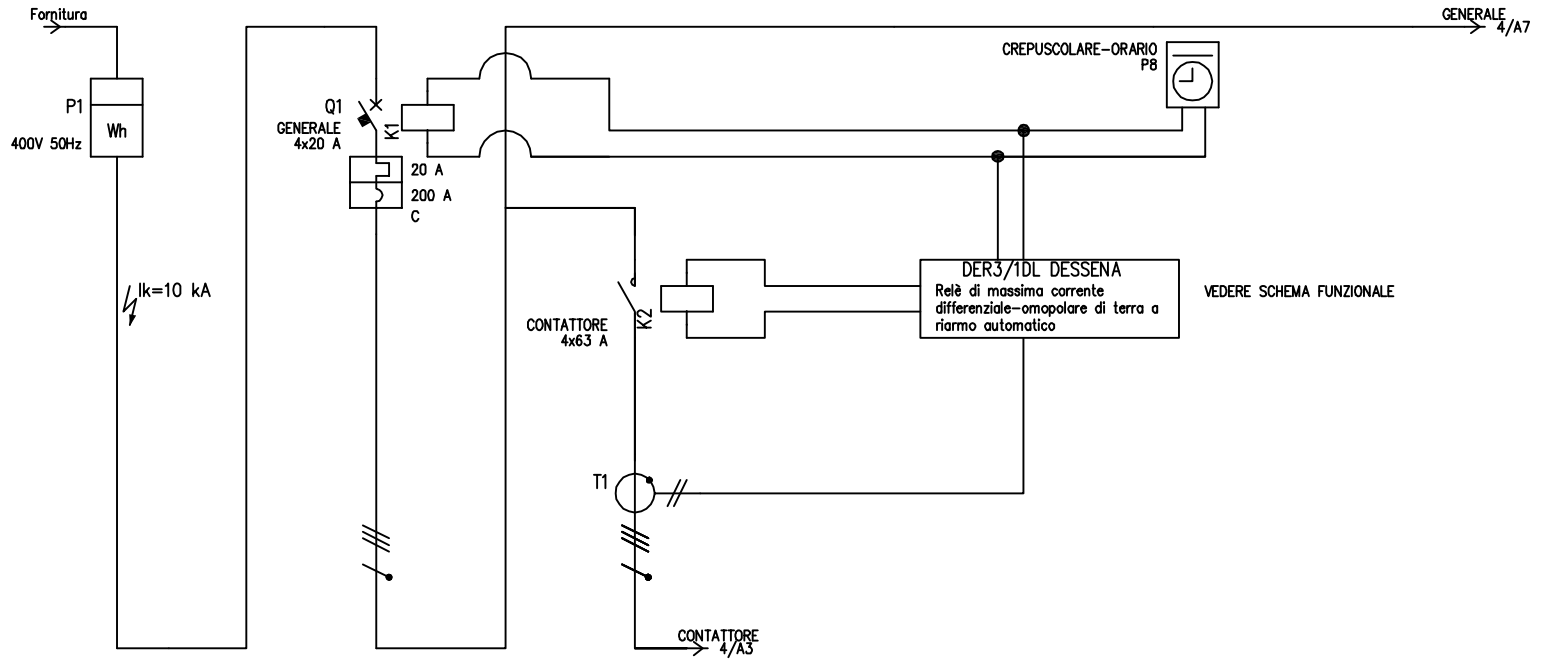 Fornitura
GENERALE
4/A7
CREPUSCOLARE-ORARIO
P8
P1
Wh
400V 50Hz
Q1
GENERALE
4x20 A
K1
20 A
200 A
C
Ik=10 kA
DER3/1DL DESSENA
Relè di massima corrente
differenziale-omopolare di terra a
riarmo automatico
VEDERE SCHEMA FUNZIONALE
K2
CONTATTORE
4x63 A
T1
CONTATTORE
4/A3